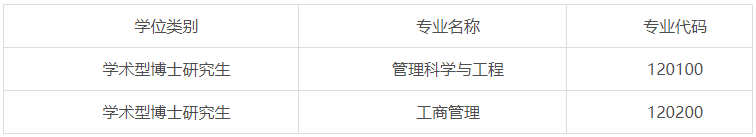 学位类别 专业名称 专业代码
学术型博士研究生 管理科学与工程 120100
学术型博士研究生 工商管理 120200